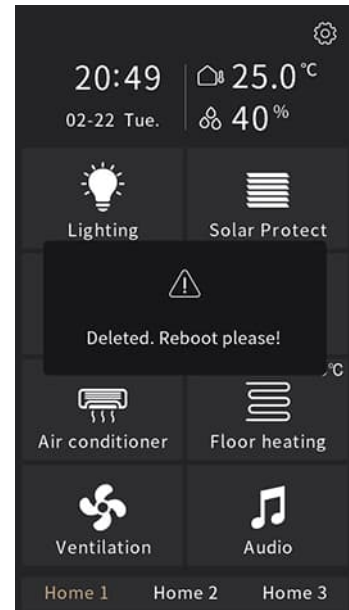 20:49
02-22 Tue.
25.0℃
40%
Lighting
Solar Protect
Deleted. Reboot please!
℃
Air conditioner
Floor heating
Ventilation
Audio
Home 1
Home 2
Home 3